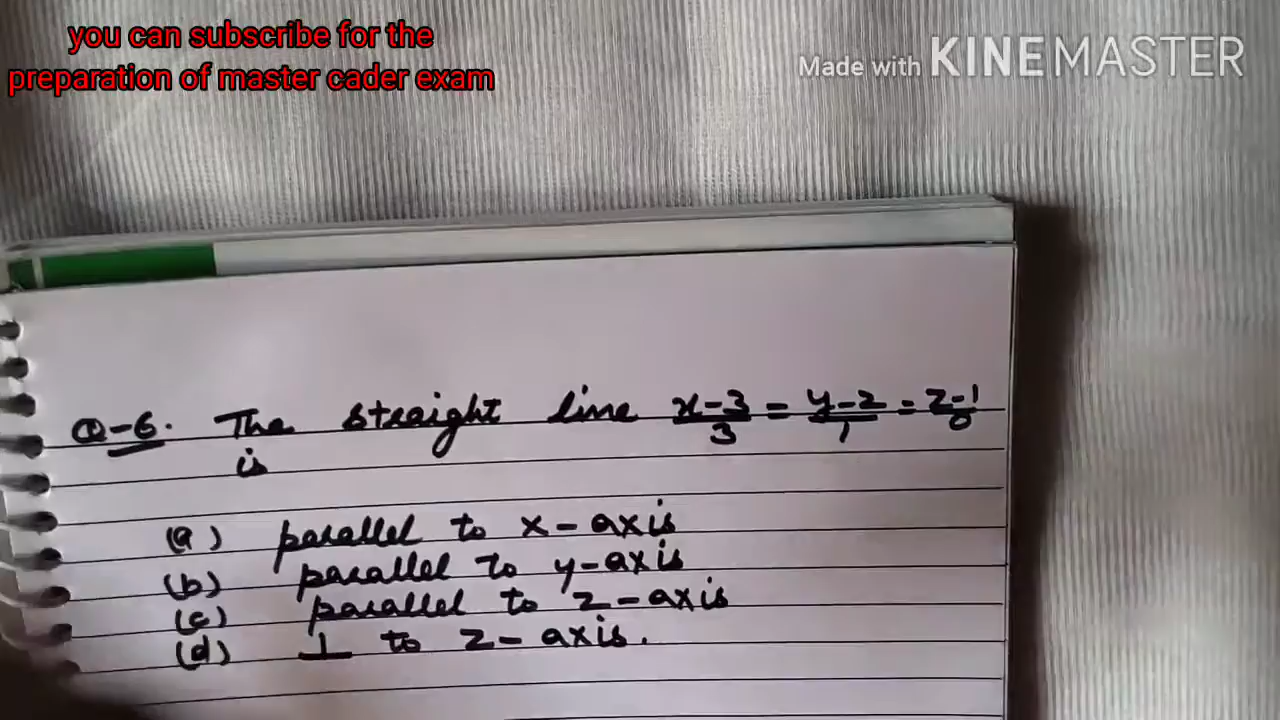 you can subscribe for the
preparation of master cader exam
Made with KINEMASTER
Q-6. The straight line x-3/3 = y-2/1 = z-1/0
is
(a) parallel to x-axis
(b) parallel to y-axis
(c) parallel to z-axis
(d) ⊥ to z-axis.